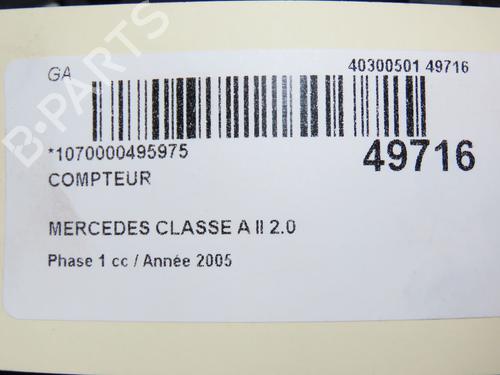 GA
40300501 49716
*1070000495975
49716
COMPTEUR
MERCEDES CLASSE A II 2.0
Phase 1 cc / Année 2005
B-PARTS